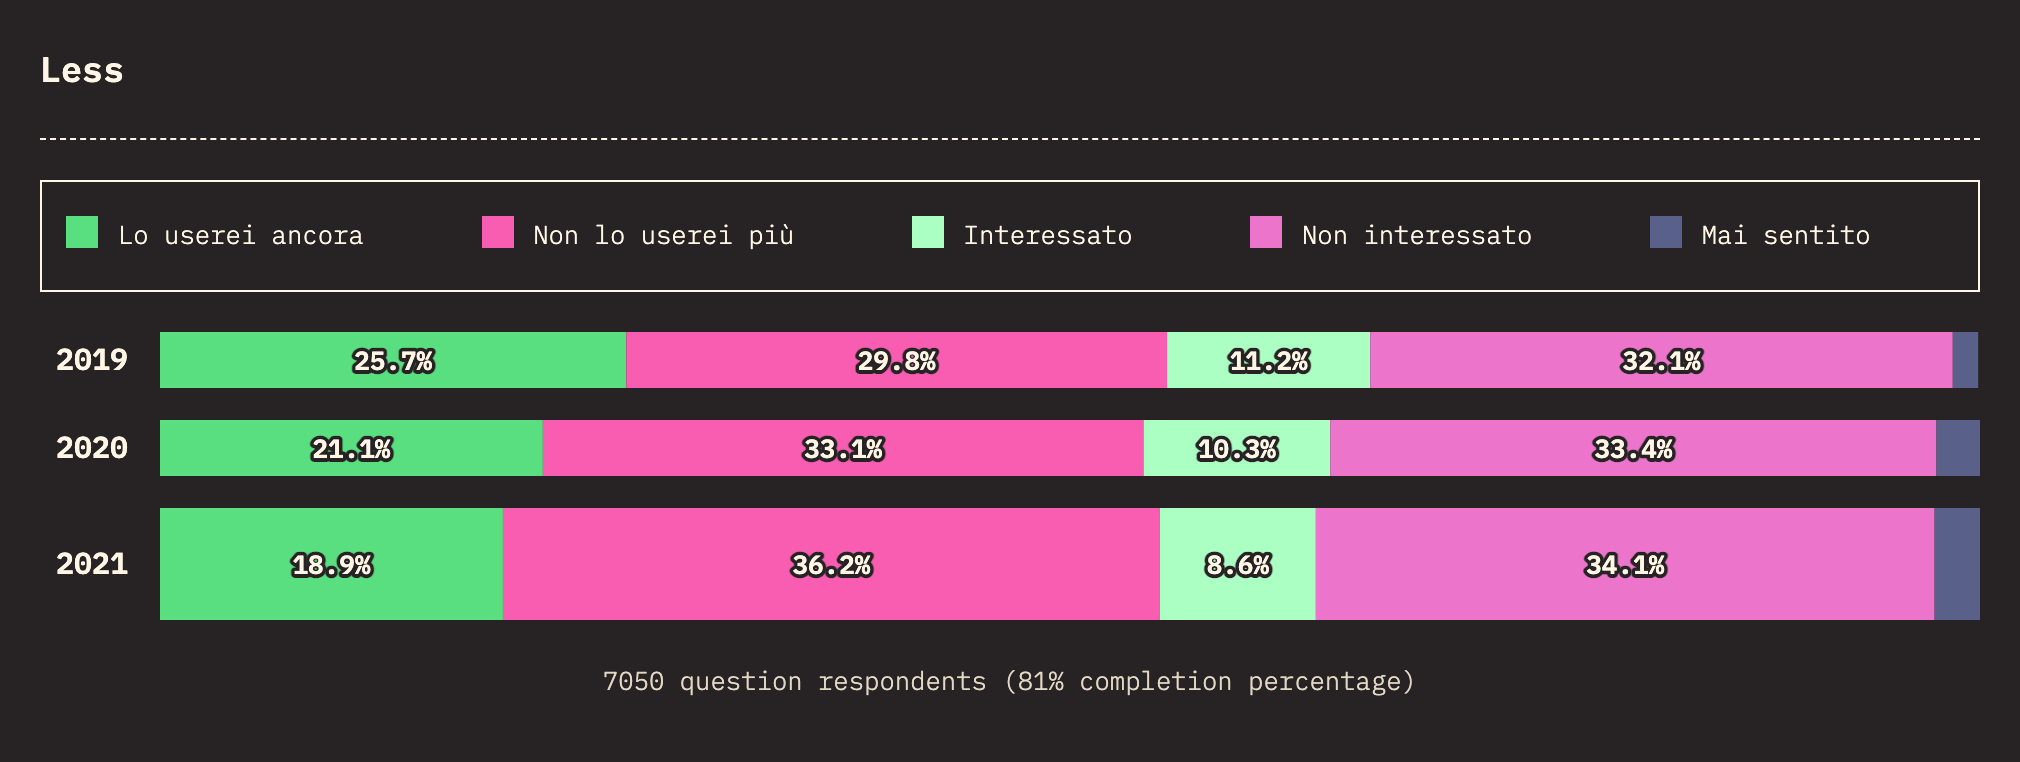 Less
Lo userei ancora Non lo userei più Interessato Non interessato Mai sentito
2019 25.7% 29.8% 11.2% 32.1%
2020 21.1% 33.1% 10.3% 33.4%
2021 18.9% 36.2% 8.6% 34.1%
7050 question respondents (81% completion percentage)